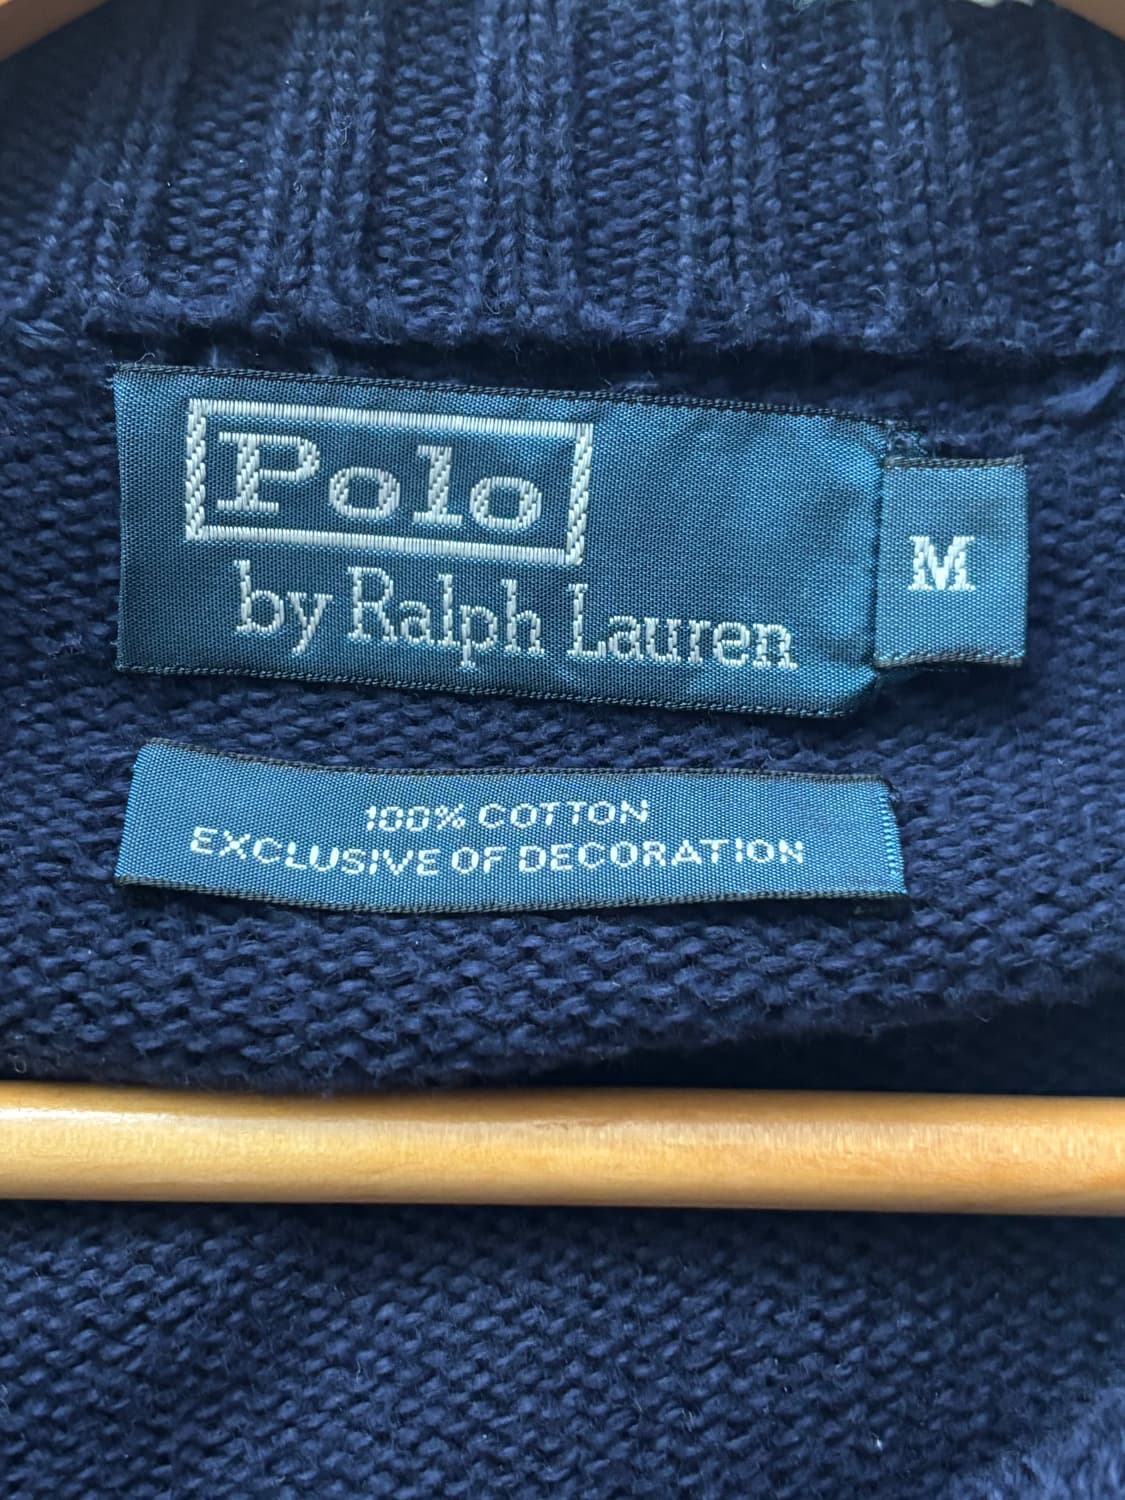 Polo
by Ralph Lauren
M
100% COTTON
EXCLUSIVE OF DECORATION